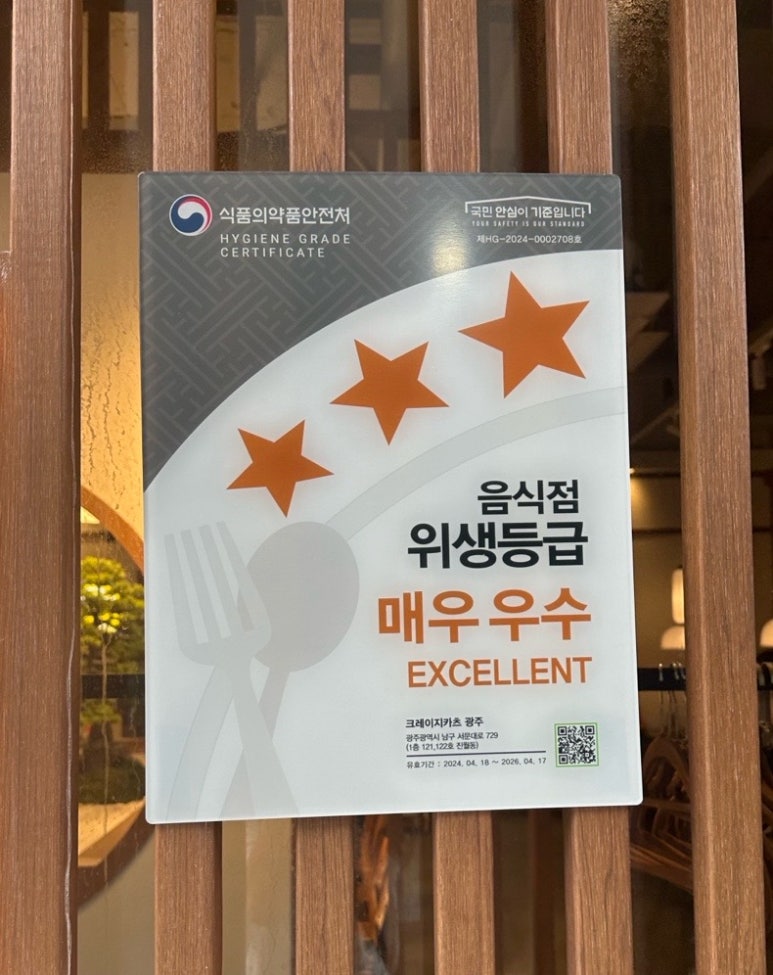 식품의약품안전처
HYGIENE GRADE
CERTIFICATE
국민 안심이 기준입니다
YOUR SAFETY IS OUR STANDARD
제HG-2024-0002708호
음식점
위생등급
매우 우수
EXCELLENT
크레이지카츠 광주
광주광역시 남구 서문대로 729
(1층 121,122호 진월동)
유효기간 : 2024. 04. 18 ~ 2026. 04. 17